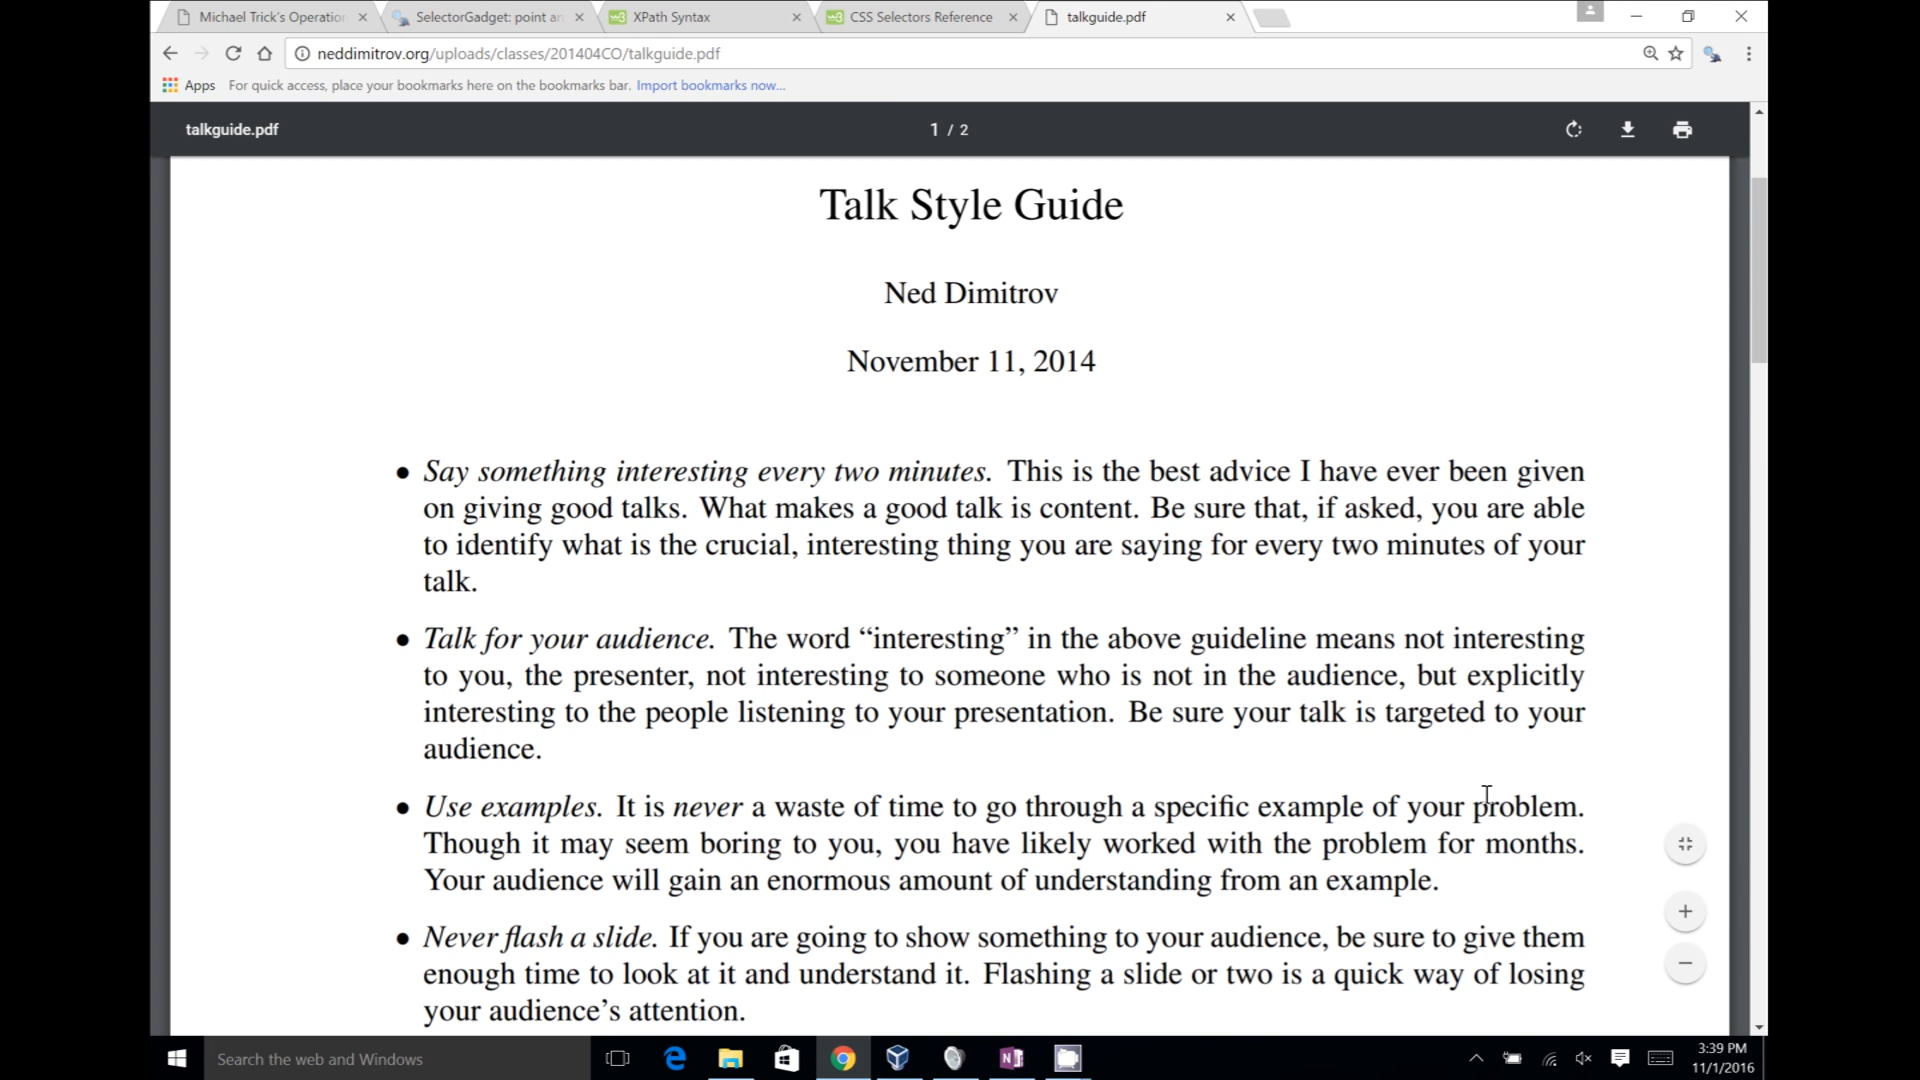 Michael Trick's Operation
SelectorGadget: point an
XPath Syntax
CSS Selectors Reference
talkguide.pdf
neddimitrov.org/uploads/classes/201404CO/talkguide.pdf
Apps For quick access, place your bookmarks here on the bookmarks bar. Import bookmarks now...
talkguide.pdf 1 / 2
Talk Style Guide
Ned Dimitrov
November 11, 2014
• Say something interesting every two minutes. This is the best advice I have ever been given
on giving good talks. What makes a good talk is content. Be sure that, if asked, you are able
to identify what is the crucial, interesting thing you are saying for every two minutes of your
talk.
• Talk for your audience. The word “interesting” in the above guideline means not interesting
to you, the presenter, not interesting to someone who is not in the audience, but explicitly
interesting to the people listening to your presentation. Be sure your talk is targeted to your
audience.
• Use examples. It is never a waste of time to go through a specific example of your problem.
Though it may seem boring to you, you have likely worked with the problem for months.
Your audience will gain an enormous amount of understanding from an example.
• Never flash a slide. If you are going to show something to your audience, be sure to give them
enough time to look at it and understand it. Flashing a slide or two is a quick way of losing
your audience’s attention.
Search the web and Windows
3:39 PM
11/1/2016